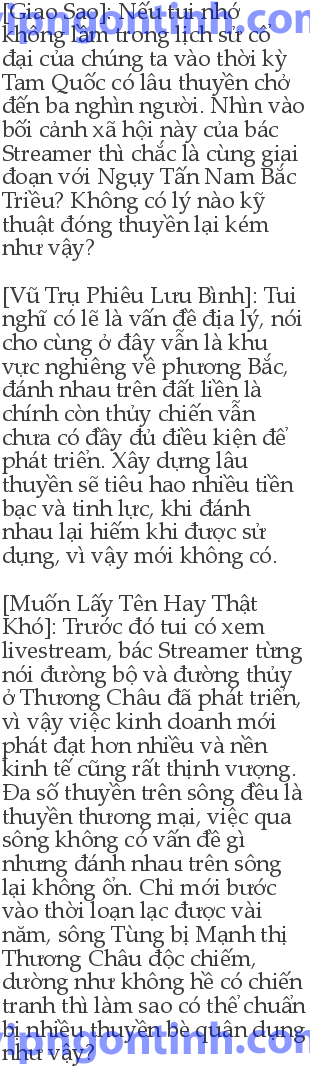 [Giao Sao]: Nếu tui nhớ
không lầm trong lịch sử cổ
đại của chúng ta vào thời kỳ
Tam Quốc có lâu thuyền chở
đến ba nghìn người. Nhìn vào
bối cảnh xã hội này của bác
Streamer thì chắc là cùng giai
đoạn với Ngụy Tấn Nam Bắc
Triều? Không có lý nào kỹ
thuật đóng thuyền lại kém
như vậy?
[Vũ Trụ Phiêu Lưu Bình]: Tui
nghĩ có lẽ là vấn đề địa lý, nói
cho cùng ở đây vẫn là khu
vực nghiêng về phương Bắc,
đánh nhau trên đất liền là
chính còn thủy chiến vẫn
chưa có đầy đủ điều kiện để
phát triển. Xây dựng lâu
thuyền sẽ tiêu hao nhiều tiền
bạc và tinh lực, khi đánh
nhau lại hiếm khi được sử
dụng, vì vậy mới không có.
[Muốn Lấy Tên Hay Thật
Khó]: Trước đó tui có xem
livestream, bác Streamer từng
nói đường bộ và đường thủy
ở Thương Châu đã phát triển,
vì vậy việc kinh doanh mới
phát đạt hơn nhiều và nền
kinh tế cũng rất thịnh vượng.
Đa số thuyền trên sông đều là
thuyền thương mại, việc qua
sông không có vấn đề gì
nhưng đánh nhau trên sông
lại không ổn. Chỉ mới bước
vào thời loạn lạc được vài
năm, sông Tùng bị Mạnh thị
Thương Châu độc chiếm,
dường như không hề có chiến
tranh thì làm sao có thể chuẩn
bị nhiều thuyền bè quân dụng
như vậy?